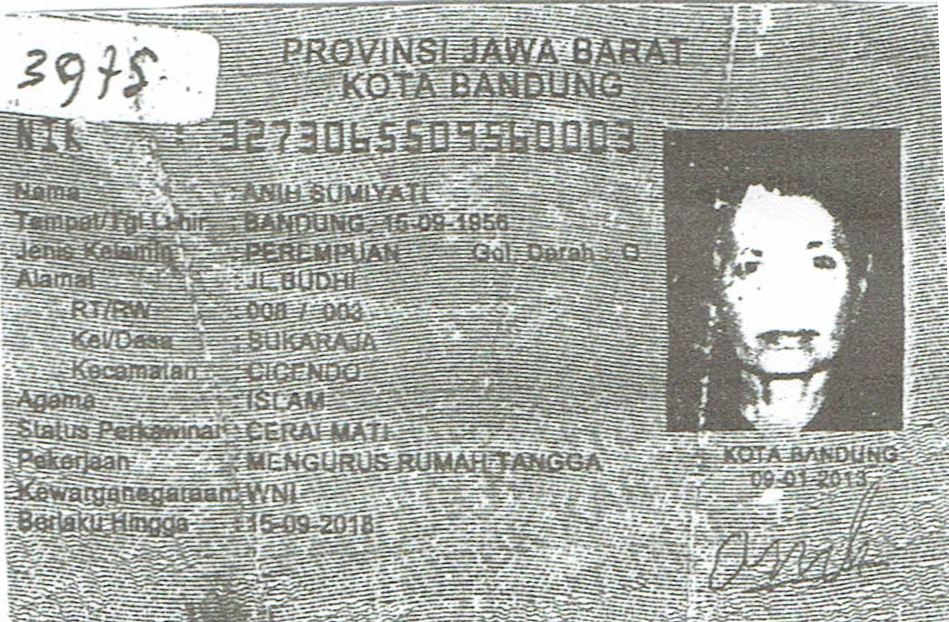 3975
PROVINSI JAWA BARAT
KOTA BANDUNG
NIK : 3273065509560003
Nama : ANIH SUMIYATI
Tempat/Tgl Lahir : BANDUNG, 15-09-1956
Jenis Kelamin : PEREMPUAN Gol. Darah : O
Alamat : JL BUDHI
RT/RW : 008 / 003
Kel/Desa : SUKARAJA
Kecamatan : CICENDO
Agama : ISLAM
Status Perkawinan : CERAI MATI
Pekerjaan : MENGURUS RUMAH TANGGA
Kewarganegaraan: WNI
Berlaku Hingga : 15-09-2018
KOTA BANDUNG
09-01-2013